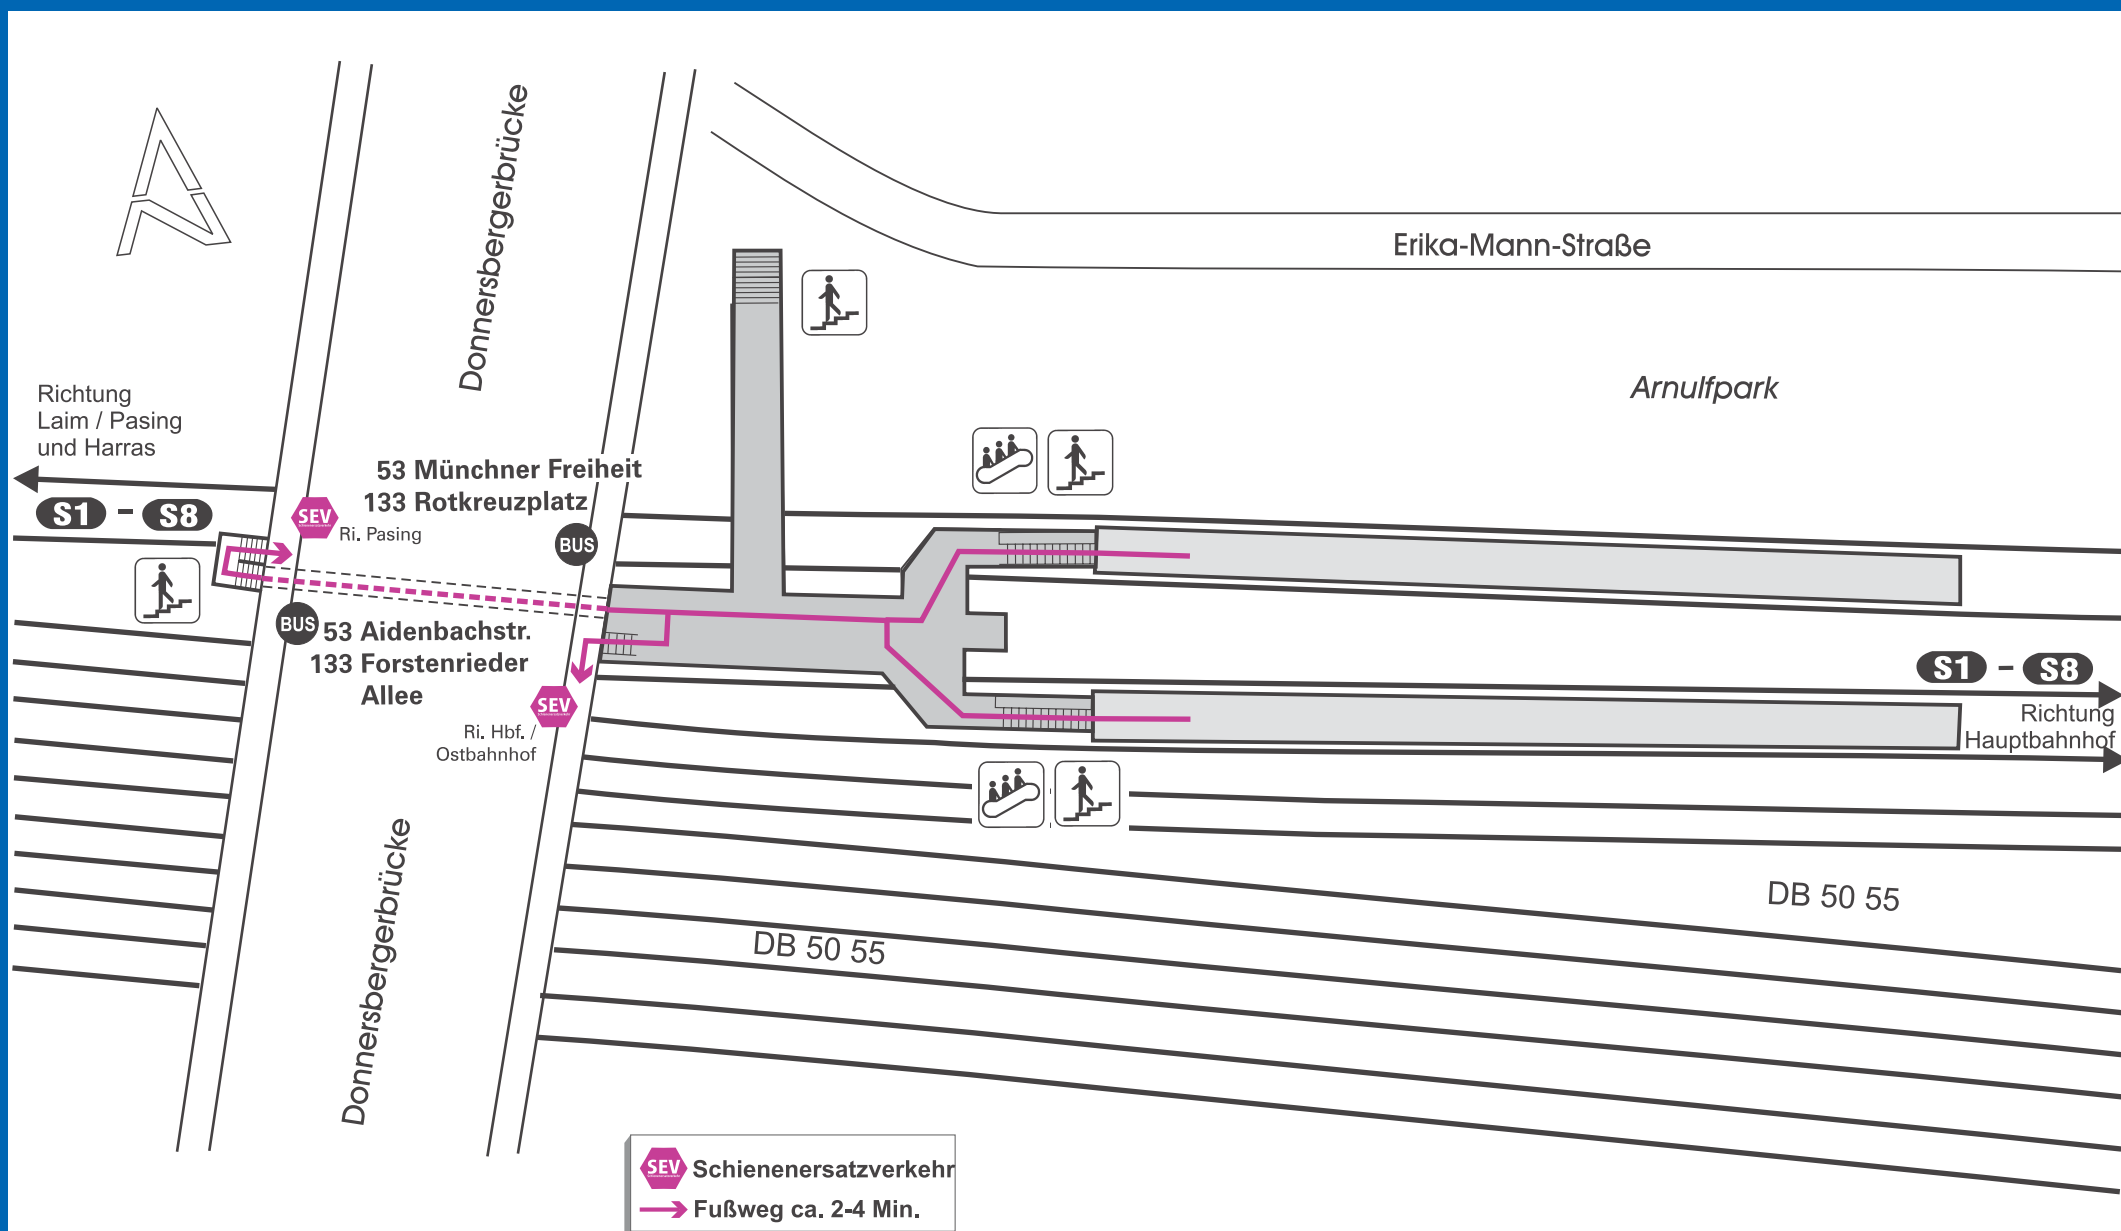 Donnersbergerbrücke
Erika-Mann-Straße
Arnulfpark
Richtung
Laim / Pasing
und Harras
S1 - S8
53 Münchner Freiheit
133 Rotkreuzplatz
SEV
Ri. Pasing
BUS
BUS
53 Aidenbachstr.
133 Forstenrieder
Allee
SEV
Ri. Hbf. /
Ostbahnhof
S1 - S8
Richtung
Hauptbahnhof
DB 50 55
DB 50 55
Donnersbergerbrücke
SEV Schienenersatzverkehr
Fußweg ca. 2-4 Min.